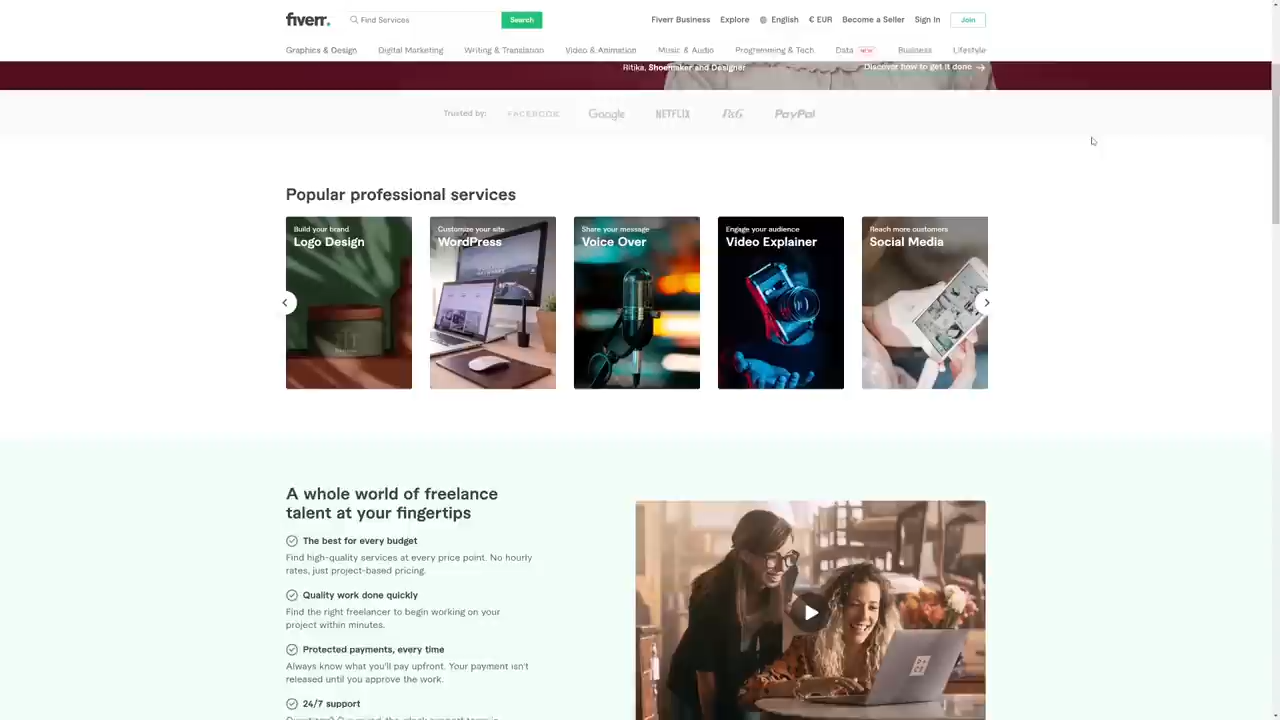 fiverr.
Find Services
Search
Fiverr Business Explore English € EUR Become a Seller Sign In Join
Graphics & Design Digital Marketing Writing & Translation Video & Animation Music & Audio Programming & Tech Data NEW Business Lifestyle
Ritika, Shoemaker and Designer
Discover how to get it done →
Trusted by: FACEBOOK Google NETFLIX P&G PayPal
Popular professional services
Build your brand
Logo Design
Customize your site
WordPress
Share your message
Voice Over
Engage your audience
Video Explainer
Reach more customers
Social Media
A whole world of freelance
talent at your fingertips
The best for every budget
Find high-quality services at every price point. No hourly
rates, just project-based pricing.
Quality work done quickly
Find the right freelancer to begin working on your
project within minutes.
Protected payments, every time
Always know what you'll pay upfront. Your payment isn't
released until you approve the work.
24/7 support